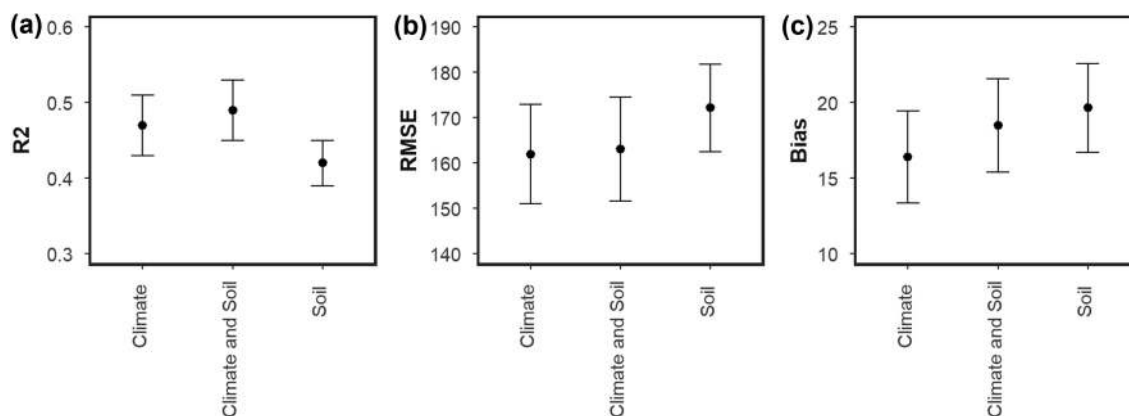 (a)
R2
0.6
0.5
0.4
0.3
Climate
Climate and Soil
Soil
(b)
RMSE
190
180
170
160
150
140
Climate
Climate and Soil
Soil
(c)
Bias
25
20
15
10
Climate
Climate and Soil
Soil